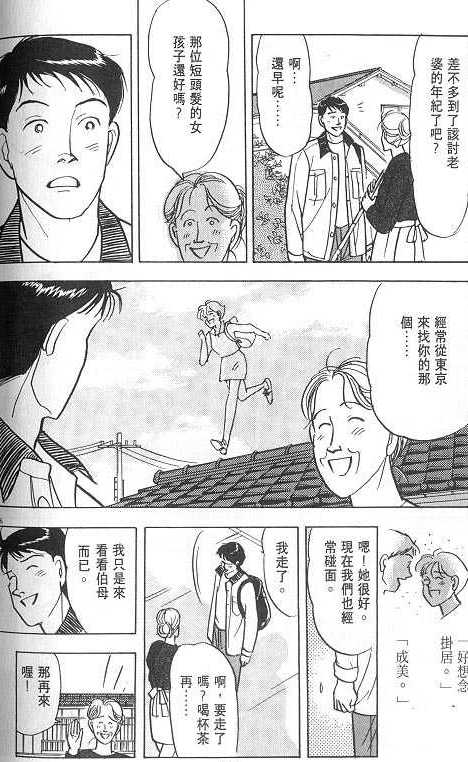 差不多到了該討老
婆的年紀了吧？
啊…
還早呢……
那位短頭髮的女
孩子還好嗎？
經常從東京
來找你的那
個……
「好想念
掛居。」
「成美。」
嗯！她很好。
現在我們也經
常碰面。
我走了。
啊，要走了
嗎？喝杯茶
再……
我只是來
看看伯母
而已。
那再來
喔！